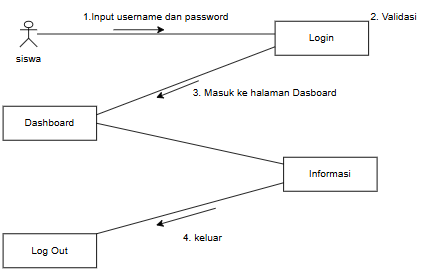 1.Input username dan password
2. Validasi
Login
siswa
3. Masuk ke halaman Dasboard
Dashboard
Informasi
4. keluar
Log Out